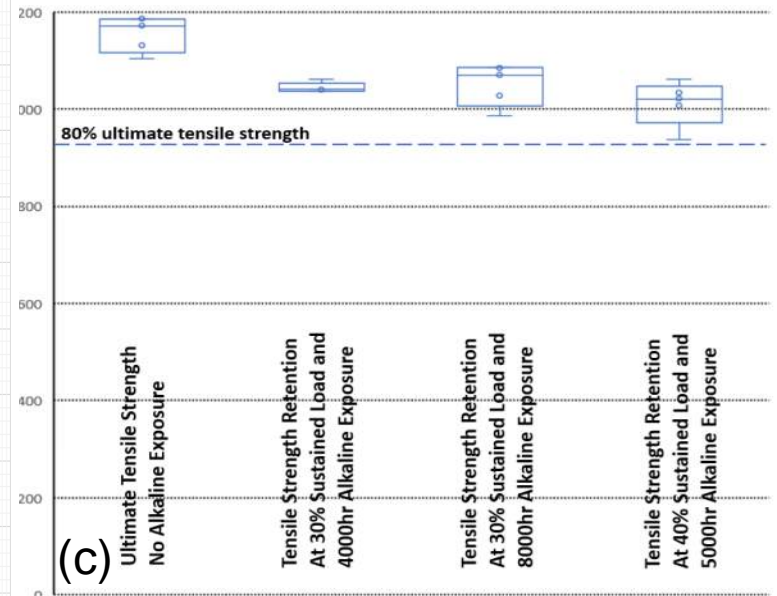 200
000
80% ultimate tensile strength
800
600
400
200
0
Ultimate Tensile Strength
No Alkaline Exposure
Tensile Strength Retention
At 30% Sustained Load and
4000hr Alkaline Exposure
Tensile Strength Retention
At 30% Sustained Load and
8000hr Alkaline Exposure
Tensile Strength Retention
At 40% Sustained Load and
5000hr Alkaline Exposure
(c)